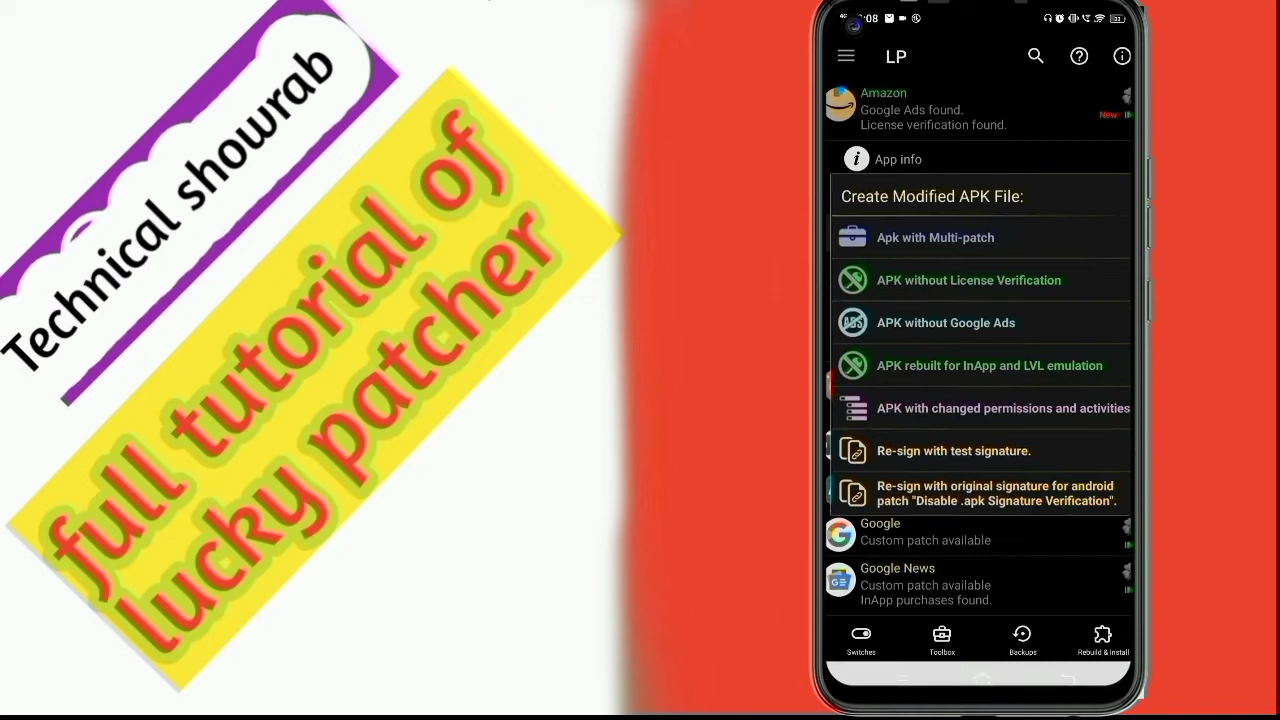 Technical showrab
full tutorial of
lucky patcher
:08
LP
Amazon
Google Ads found.
License verification found.
New
App info
Create Modified APK File:
Apk with Multi-patch
APK without License Verification
ADS
APK without Google Ads
APK rebuilt for InApp and LVL emulation
APK with changed permissions and activities
Re-sign with test signature.
Re-sign with original signature for android
patch "Disable .apk Signature Verification".
Google
Custom patch available
Google News
Custom patch available
InApp purchases found.
Switches
Toolbox
Backups
Rebuild & Install